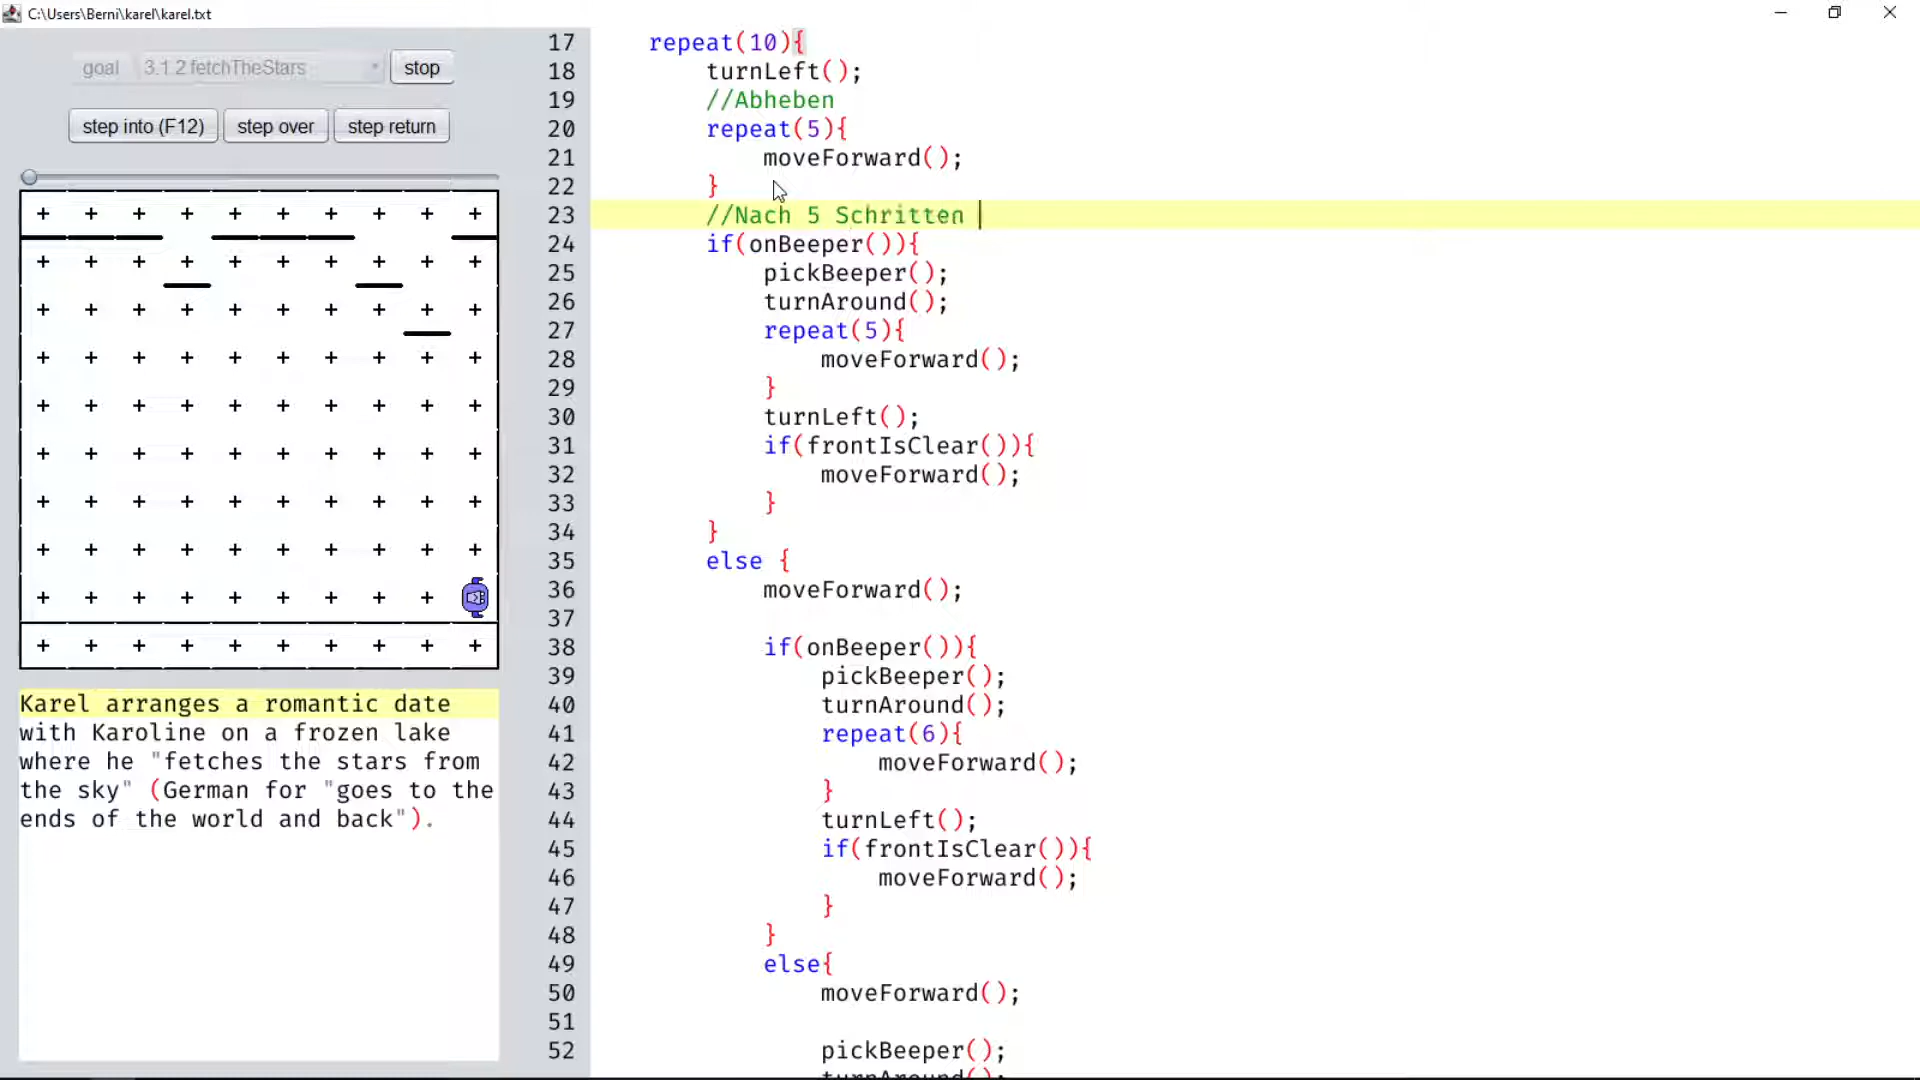 C:\Users\Berni\karel\karel.txt
goal 3.1.2 fetchTheStars stop
step into (F12) step over step return
Karel arranges a romantic date
with Karoline on a frozen lake
where he "fetches the stars from
the sky" (German for "goes to the
ends of the world and back").
17 repeat(10){
18 turnLeft();
19 //Abheben
20 repeat(5){
21 moveForward();
22 }
23 //Nach 5 Schritten
24 if(onBeeper()){
25 pickBeeper();
26 turnAround();
27 repeat(5){
28 moveForward();
29 }
30 turnLeft();
31 if(frontIsClear()){
32 moveForward();
33 }
34 }
35 else {
36 moveForward();
37
38 if(onBeeper()){
39 pickBeeper();
40 turnAround();
41 repeat(6){
42 moveForward();
43 }
44 turnLeft();
45 if(frontIsClear()){
46 moveForward();
47 }
48 }
49 else{
50 moveForward();
51
52 pickBeeper();
turnAround();